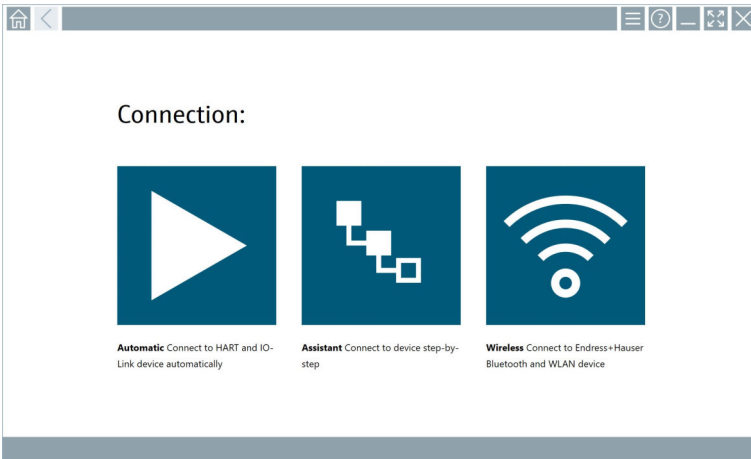 Connection:
Automatic Connect to HART and IO-
Link device automatically
Assistant Connect to device step-by-
step
Wireless Connect to Endress+Hauser
Bluetooth and WLAN device